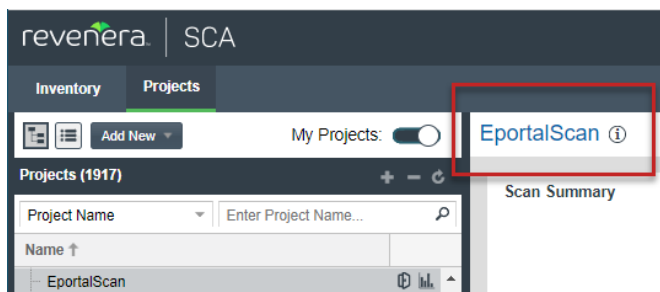 revenera. SCA
Inventory Projects
Add New My Projects:
EportalScan
Projects (1917)
Scan Summary
Project Name Enter Project Name...
Name
EportalScan